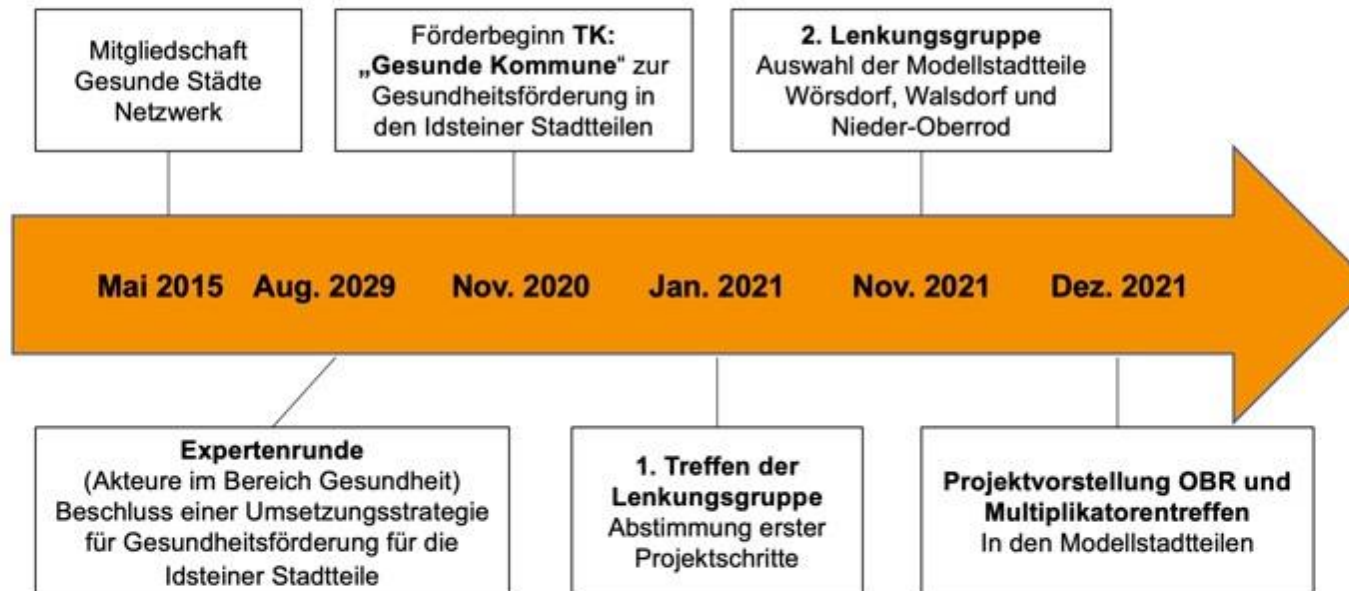 Mitgliedschaft
Gesunde Städte
Netzwerk
Förderbeginn TK:
„Gesunde Kommune“ zur
Gesundheitsförderung in
den Idsteiner Stadtteilen
2. Lenkungsgruppe
Auswahl der Modellstadtteile
Wörsdorf, Walsdorf und
Nieder-Oberrod
Mai 2015 Aug. 2029 Nov. 2020 Jan. 2021 Nov. 2021 Dez. 2021
Expertenrunde
(Akteure im Bereich Gesundheit)
Beschluss einer Umsetzungsstrategie
für Gesundheitsförderung für die
Idsteiner Stadtteile
1. Treffen der
Lenkungsgruppe
Abstimmung erster
Projektschritte
Projektvorstellung OBR und
Multiplikatorentreffen
In den Modellstadtteilen